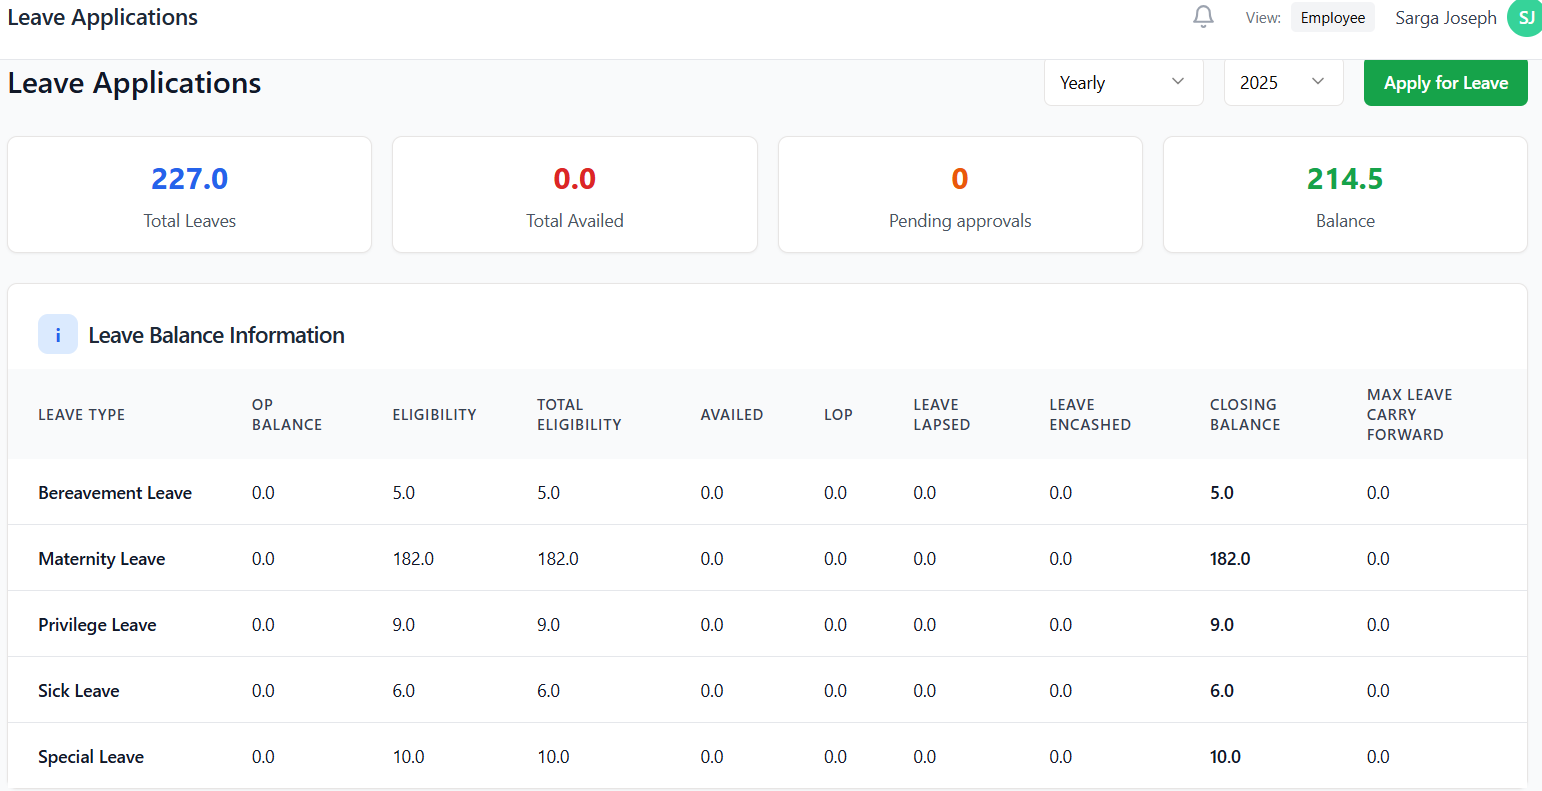 Leave Applications
View: Employee Sarga Joseph SJ
Leave Applications
Yearly 2025 Apply for Leave
227.0 0.0 0 214.5
Total Leaves Total Availed Pending approvals Balance
i Leave Balance Information
LEAVE TYPE OP BALANCE ELIGIBILITY TOTAL ELIGIBILITY AVAILED LOP LEAVE LAPSED LEAVE ENCASHED CLOSING BALANCE MAX LEAVE CARRY FORWARD
Bereavement Leave 0.0 5.0 5.0 0.0 0.0 0.0 0.0 5.0 0.0
Maternity Leave 0.0 182.0 182.0 0.0 0.0 0.0 0.0 182.0 0.0
Privilege Leave 0.0 9.0 9.0 0.0 0.0 0.0 0.0 9.0 0.0
Sick Leave 0.0 6.0 6.0 0.0 0.0 0.0 0.0 6.0 0.0
Special Leave 0.0 10.0 10.0 0.0 0.0 0.0 0.0 10.0 0.0